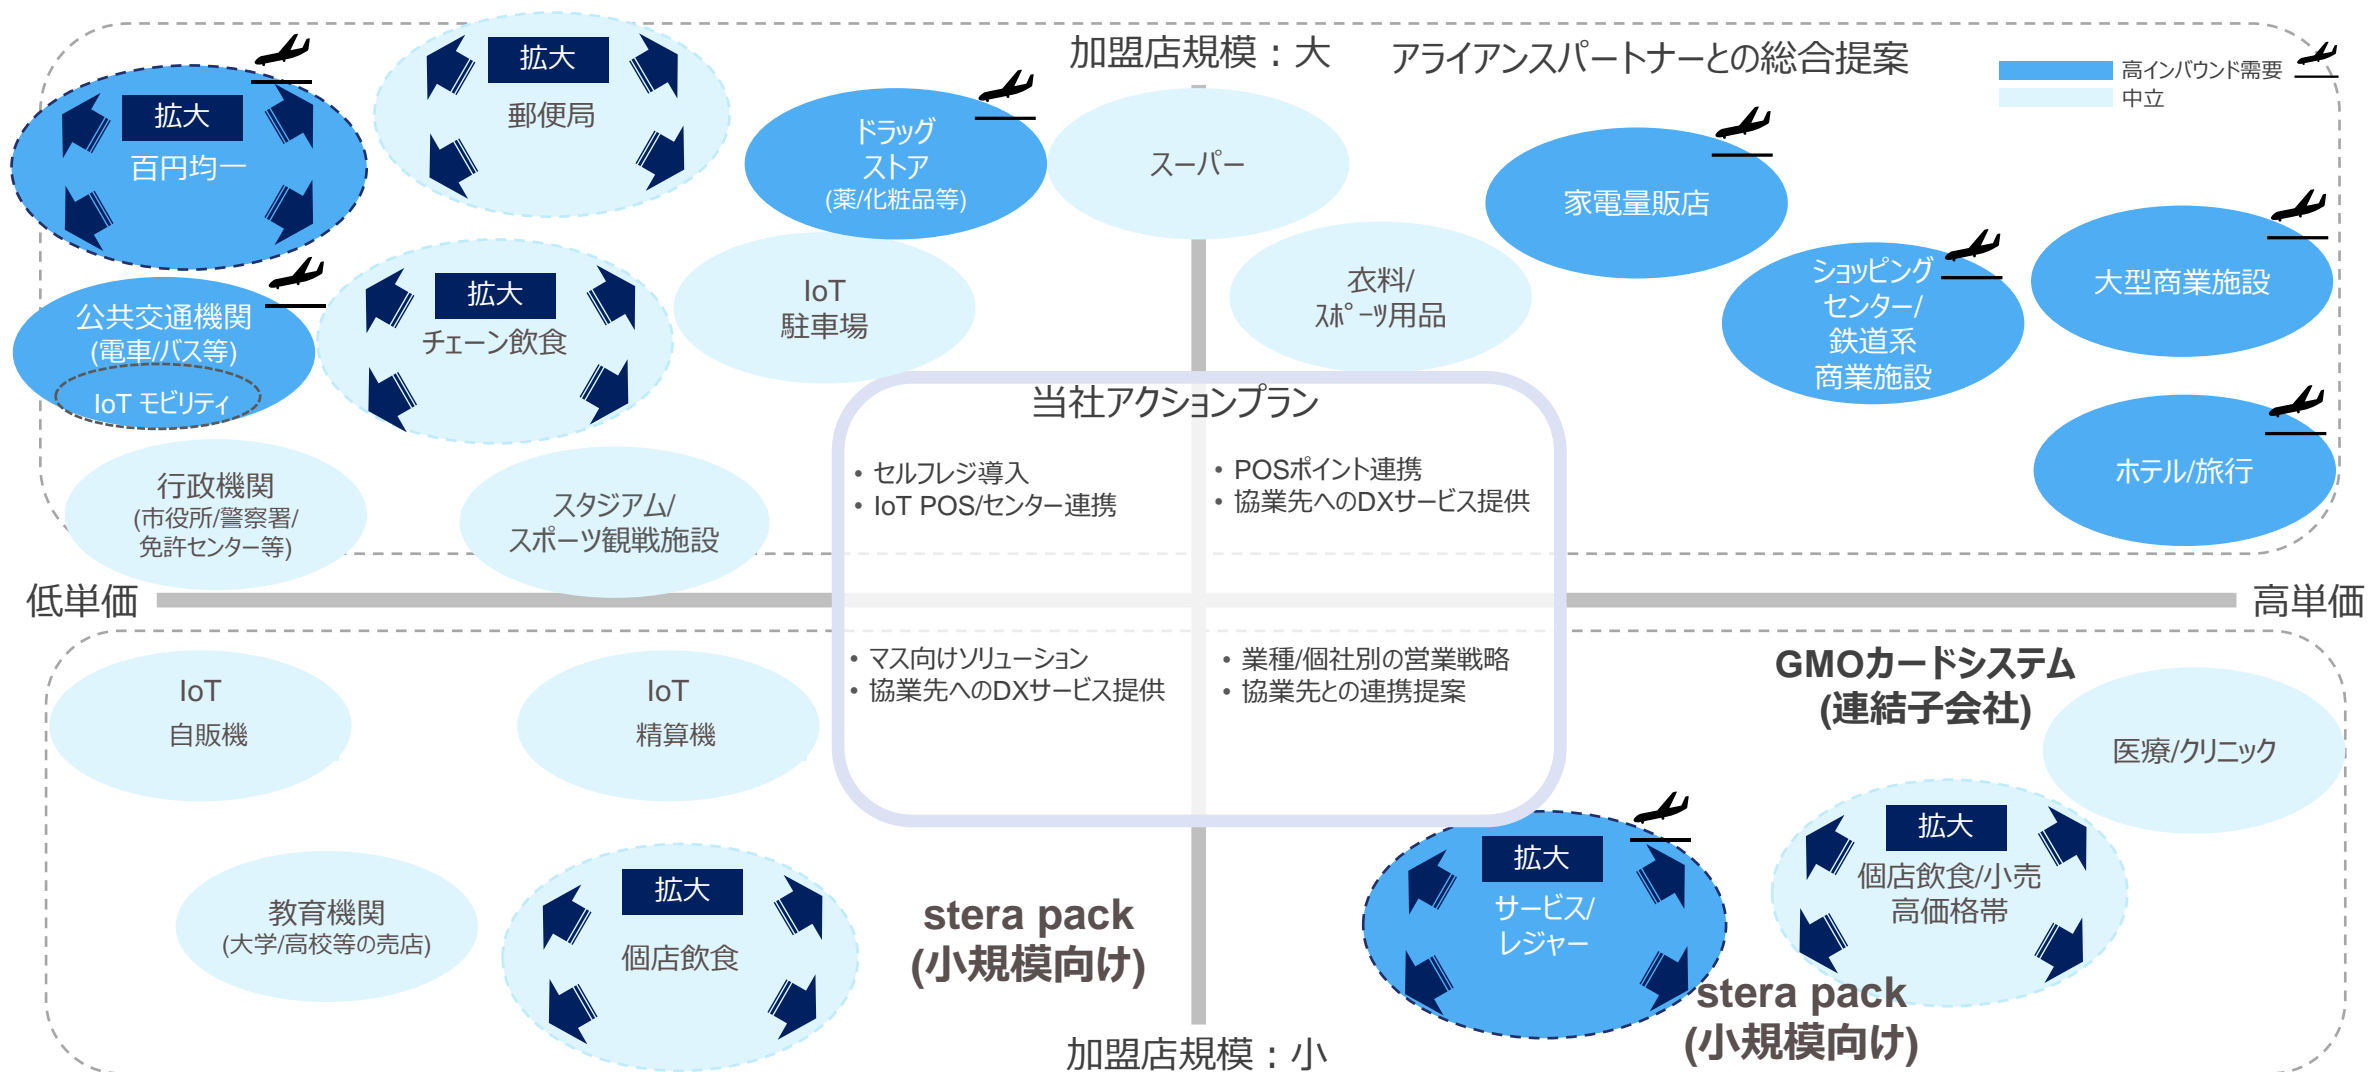 加盟店規模：大
アライアンスパートナーとの総合提案
高インバウンド需要
中立
拡大
百円均一
拡大
郵便局
ドラッグ
ストア
(薬/化粧品等)
スーパー
家電量販店
大型商業施設
ショッピング
センター/
鉄道系
商業施設
ホテル/旅行
公共交通機関
(電車/バス等)
IoT モビリティ
拡大
チェーン飲食
IoT
駐車場
衣料/
ｽﾎﾟｰﾂ用品
行政機関
(市役所/警察署/
免許センター等)
スタジアム/
スポーツ観戦施設
当社アクションプラン
• セルフレジ導入
• IoT POS/センター連携
• POSポイント連携
• 協業先へのDXサービス提供
低単価
高単価
• マス向けソリューション
• 協業先へのDXサービス提供
• 業種/個社別の営業戦略
• 協業先との連携提案
IoT
自販機
IoT
精算機
GMOカードシステム
(連結子会社)
医療/クリニック
教育機関
(大学/高校等の売店)
拡大
個店飲食
stera pack
(小規模向け)
拡大
サービス/
レジャー
拡大
個店飲食/小売
高価格帯
stera pack
(小規模向け)
加盟店規模：小